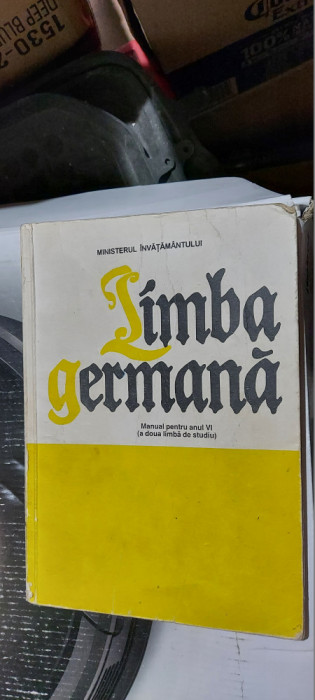 1530-2
DEEP BLU
MINISTERUL ÎNVĂȚĂMÂNTULUI
Limba
germană
Manual pentru anul VI
(a doua limbă de studiu)